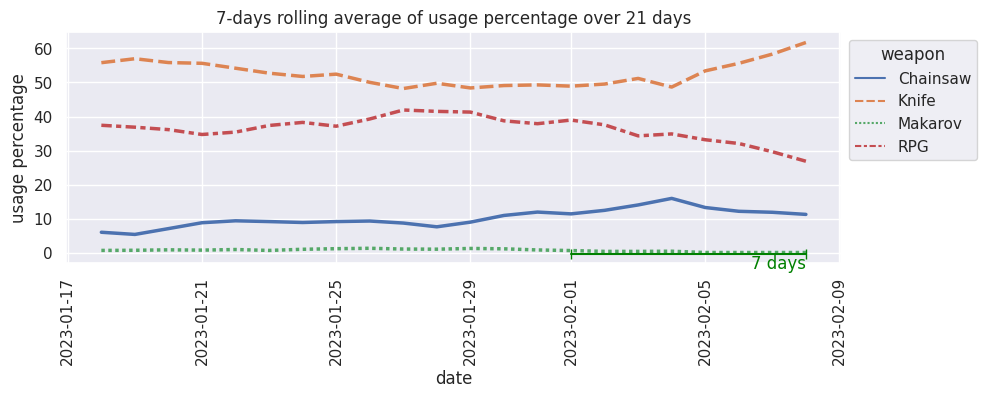 7-days rolling average of usage percentage over 21 days
usage percentage
60
50
40
30
20
10
0
7 days
2023-01-17
2023-01-21
2023-01-25
2023-01-29
2023-02-01
2023-02-05
2023-02-09
date
weapon
Chainsaw
Knife
Makarov
RPG